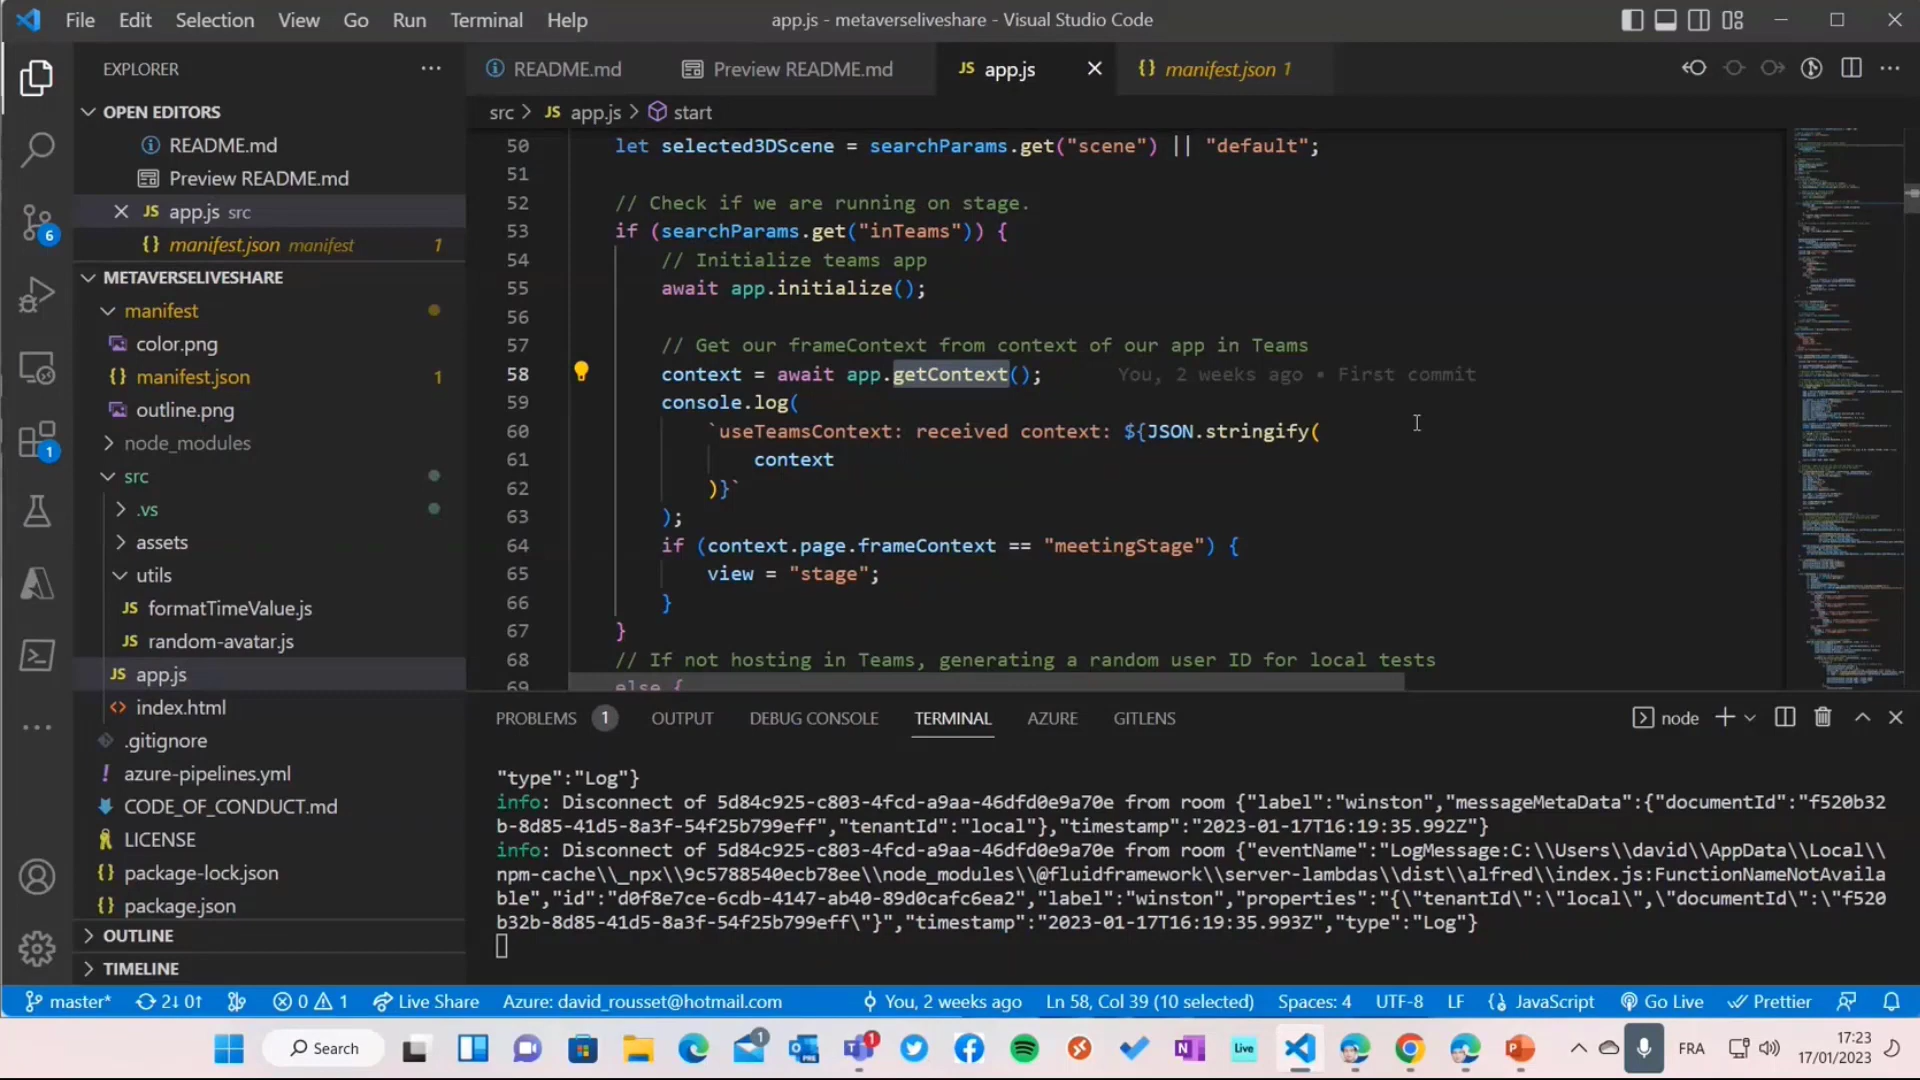 File Edit Selection View Go Run Terminal Help
app.js - metaverseliveshare - Visual Studio Code
EXPLORER
OPEN EDITORS
README.md
Preview README.md
JS app.js src
{} manifest.json manifest 1
METAVERSELIVESHARE
manifest
color.png
{} manifest.json 1
outline.png
node_modules
src
.vs
assets
utils
JS formatTimeValue.js
JS random-avatar.js
JS app.js
<> index.html
.gitignore
! azure-pipelines.yml
CODE_OF_CONDUCT.md
LICENSE
{} package-lock.json
{} package.json
OUTLINE
TIMELINE
6
1
README.md
Preview README.md
JS app.js
{} manifest.json 1
src > JS app.js > start
50 let selected3DScene = searchParams.get("scene") || "default";
51
52 // Check if we are running on stage.
53 if (searchParams.get("inTeams")) {
54 // Initialize teams app
55 await app.initialize();
56
57 // Get our frameContext from context of our app in Teams
58 context = await app.getContext(); You, 2 weeks ago • First commit
59 console.log(
60 `useTeamsContext: received context: ${JSON.stringify(
61 context
62 )}`
63 );
64 if (context.page.frameContext == "meetingStage") {
65 view = "stage";
66 }
67 }
68 // If not hosting in Teams, generating a random user ID for local tests
69 else {
PROBLEMS 1 OUTPUT DEBUG CONSOLE TERMINAL AZURE GITLENS
node
"type":"Log"}
info: Disconnect of 5d84c925-c803-4fcd-a9aa-46dfd0e9a70e from room {"label":"winston","messageMetaData":{"documentId":"f520b32
b-8d85-41d5-8a3f-54f25b799eff","tenantId":"local"},"timestamp":"2023-01-17T16:19:35.992Z"}
info: Disconnect of 5d84c925-c803-4fcd-a9aa-46dfd0e9a70e from room {"eventName":"LogMessage:C:\\Users\\david\\AppData\\Local\\
npm-cache\\_npx\\9c5788540ecb78ee\\node_modules\\@fluidframework\\server-lambdas\\dist\\alfred\\index.js:FunctionNameNotAvaila
ble","id":"d0f8e7ce-6cdb-4147-ab40-89d0cafc6ea2","label":"winston","properties":"{\"tenantId\":\"local\",\"documentId\":\"f520
b32b-8d85-41d5-8a3f-54f25b799eff\"}","timestamp":"2023-01-17T16:19:35.993Z","type":"Log"}
master* 2↓ 0↑ 0 1 Live Share Azure: david_rousset@hotmail.com You, 2 weeks ago Ln 58, Col 39 (10 selected) Spaces: 4 UTF-8 LF {} JavaScript Go Live Prettier
Search
1
1
Live
FRA
17:23
17/01/2023